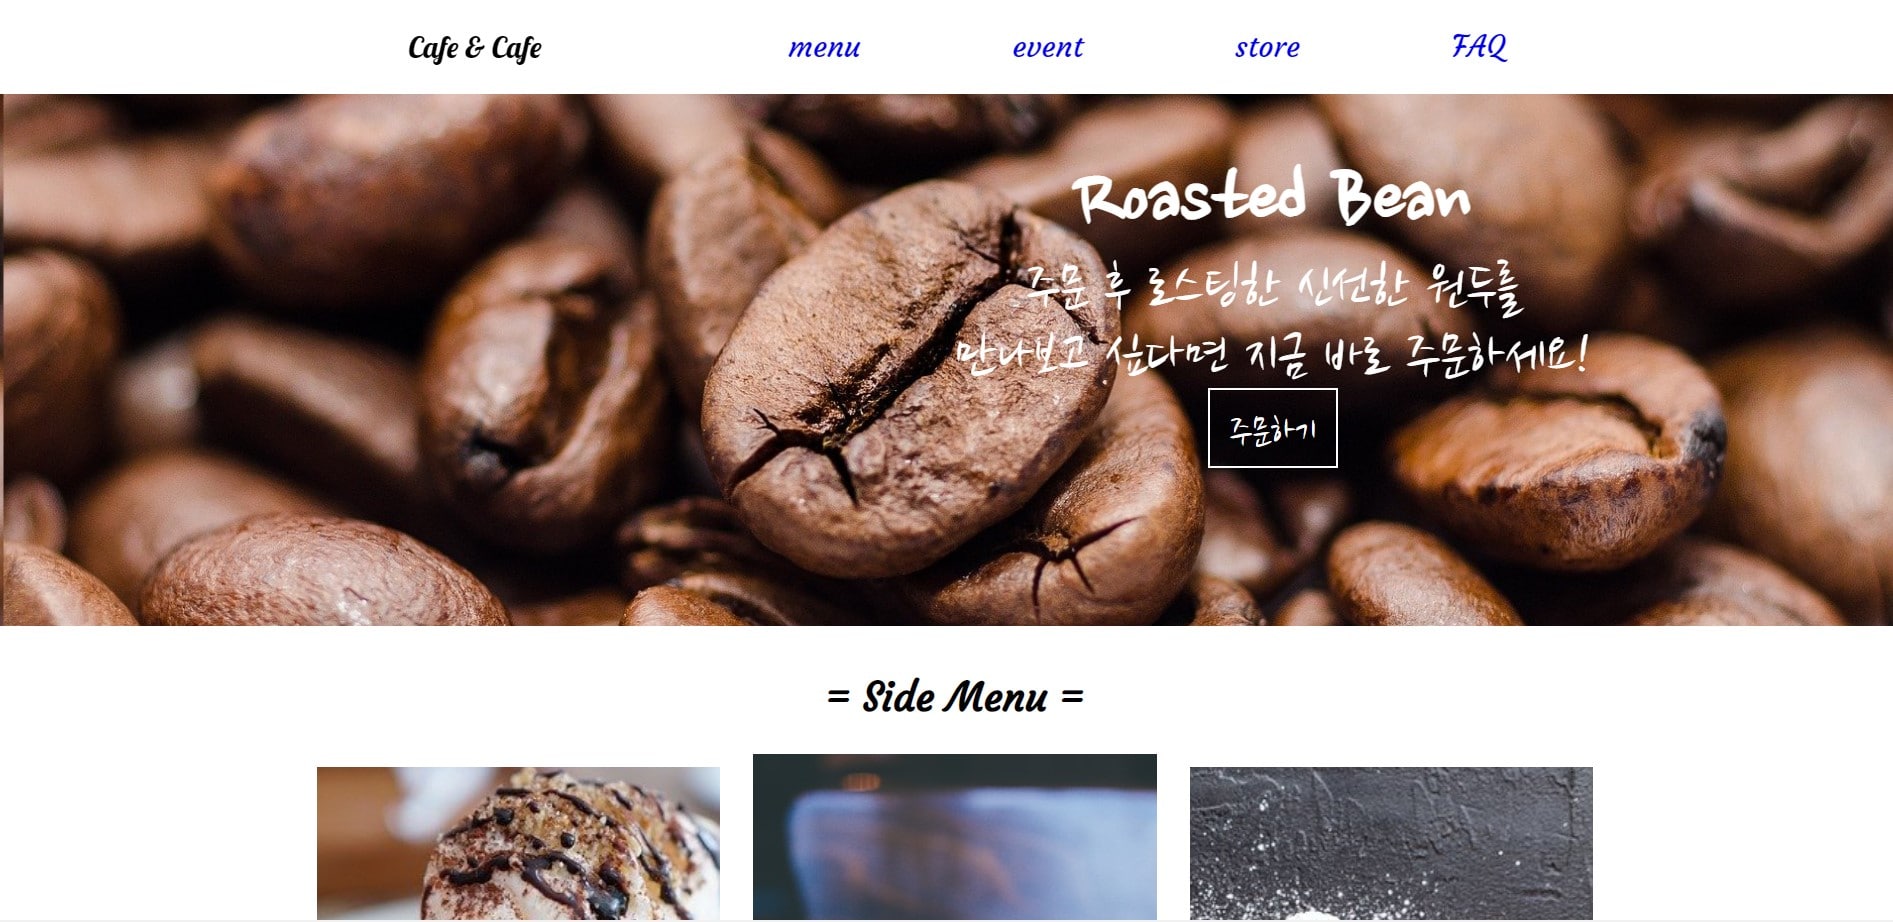 Cafe & Cafe
menu
event
store
FAQ
Roasted Bean
주문 후 로스팅한 신선한 원두를
만나보고 싶다면 지금 바로 주문하세요!
주문하기
= Side Menu =